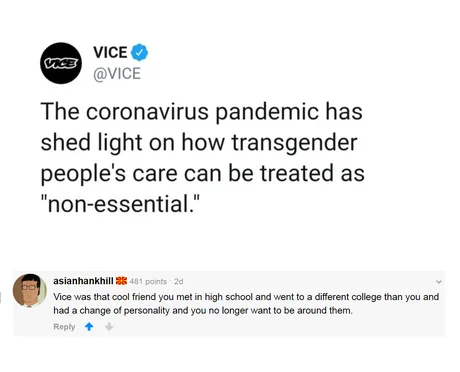 VICE
VICE
@VICE
The coronavirus pandemic has
shed light on how transgender
people's care can be treated as
"non-essential."
asianhankhill 481 points · 2d
Vice was that cool friend you met in high school and went to a different college than you and
had a change of personality and you no longer want to be around them.
Reply